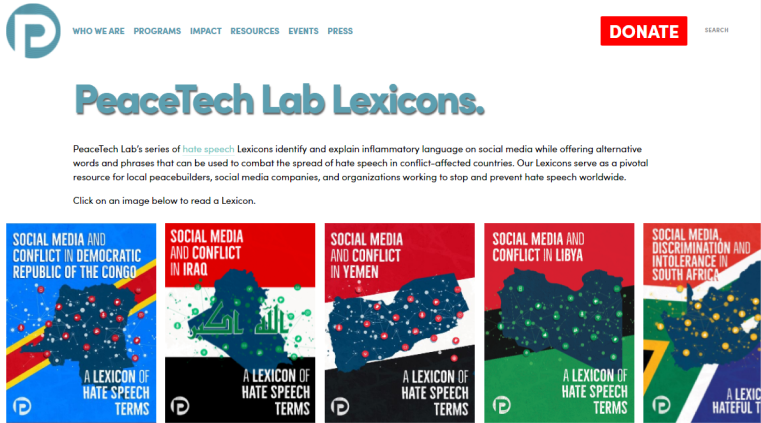 WHO WE ARE PROGRAMS IMPACT RESOURCES EVENTS PRESS
DONATE
SEARCH
PeaceTech Lab Lexicons.
PeaceTech Lab's series of hate speech Lexicons identify and explain inflammatory language on social media while offering alternative
words and phrases that can be used to combat the spread of hate speech in conflict-affected countries. Our Lexicons serve as a pivotal
resource for local peacebuilders, social media companies, and organizations working to stop and prevent hate speech worldwide.
Click on an image below to read a Lexicon.
SOCIAL MEDIA AND
CONFLICT IN DEMOCRATIC
REPUBLIC OF THE CONGO
A LEXICON OF
HATE SPEECH
TERMS
SOCIAL MEDIA
AND CONFLICT
IN IRAQ
الله اكبر
A LEXICON OF
HATE SPEECH
TERMS
SOCIAL MEDIA
AND CONFLICT
IN YEMEN
A LEXICON OF
HATE SPEECH
TERMS
SOCIAL MEDIA AND
CONFLICT IN LIBYA
A LEXICON OF
HATE SPEECH
TERMS
SOCIAL MEDIA,
DISCRIMINATION AND
INTOLERANCE IN
SOUTH AFRICA
A LEXIC
HATEFUL T